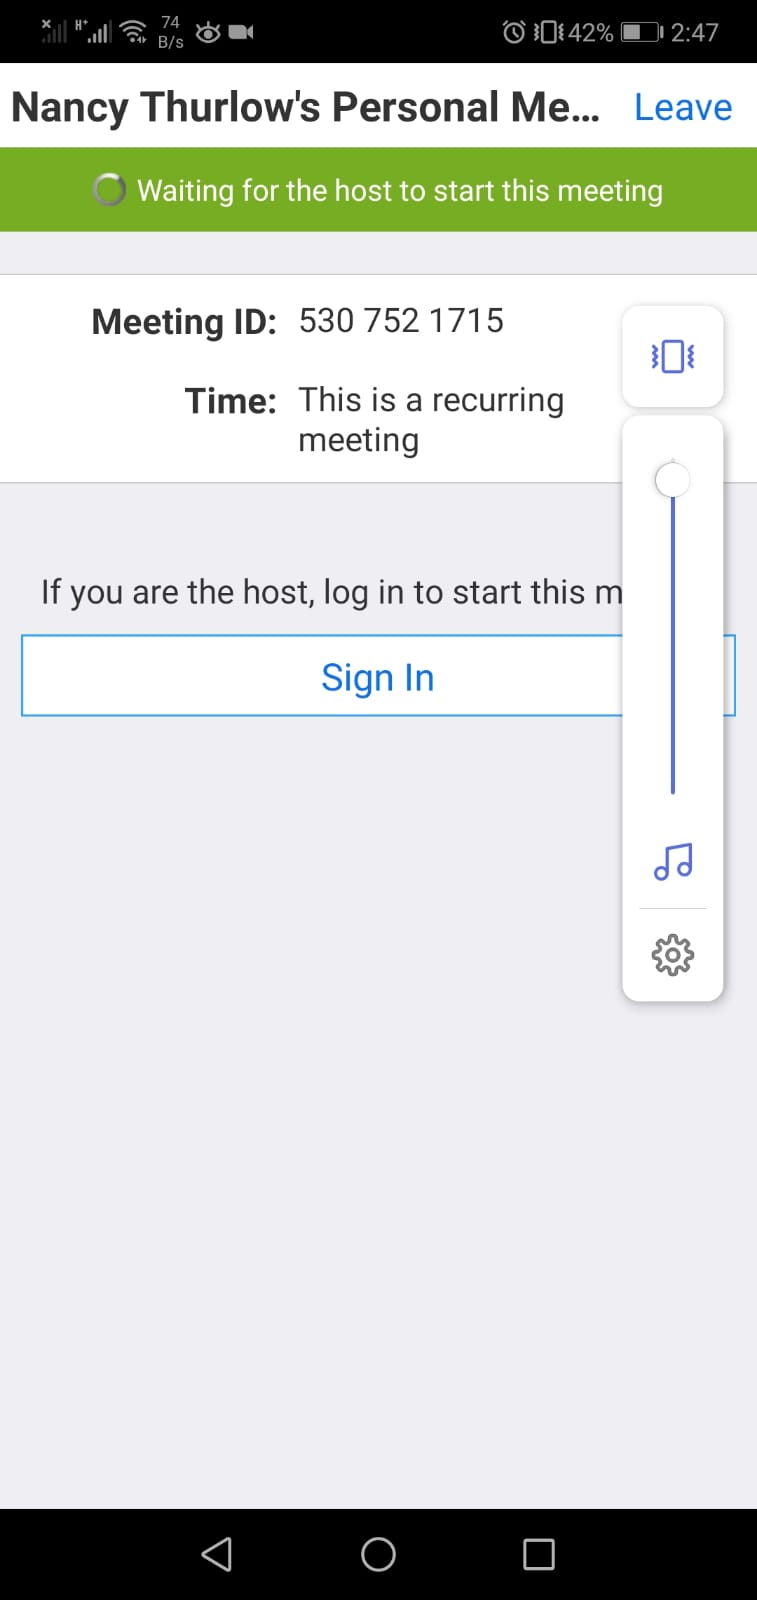 74
B/s
H+
42%
2:47
Nancy Thurlow's Personal Me...
Leave
Waiting for the host to start this meeting
Meeting ID: 530 752 1715
Time: This is a recurring
meeting
If you are the host, log in to start this m
Sign In